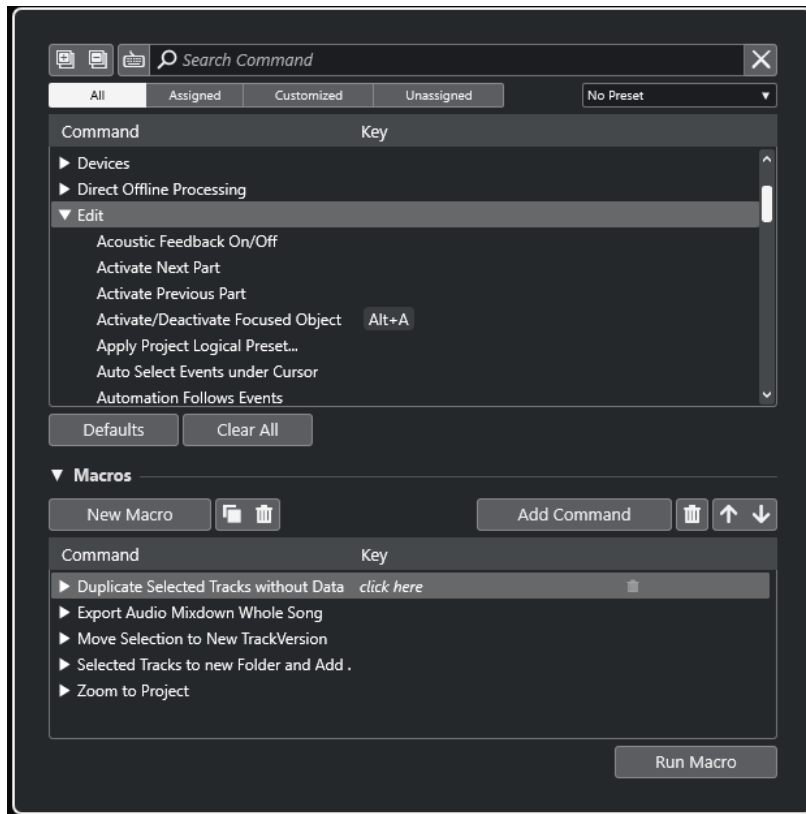 Search Command
All Assigned Customized Unassigned No Preset
Command Key
Devices
Direct Offline Processing
Edit
Acoustic Feedback On/Off
Activate Next Part
Activate Previous Part
Activate/Deactivate Focused Object Alt+A
Apply Project Logical Preset...
Auto Select Events under Cursor
Automation Follows Events
Defaults Clear All
Macros
New Macro Add Command
Command Key
Duplicate Selected Tracks without Data click here
Export Audio Mixdown Whole Song
Move Selection to New TrackVersion
Selected Tracks to new Folder and Add .
Zoom to Project
Run Macro